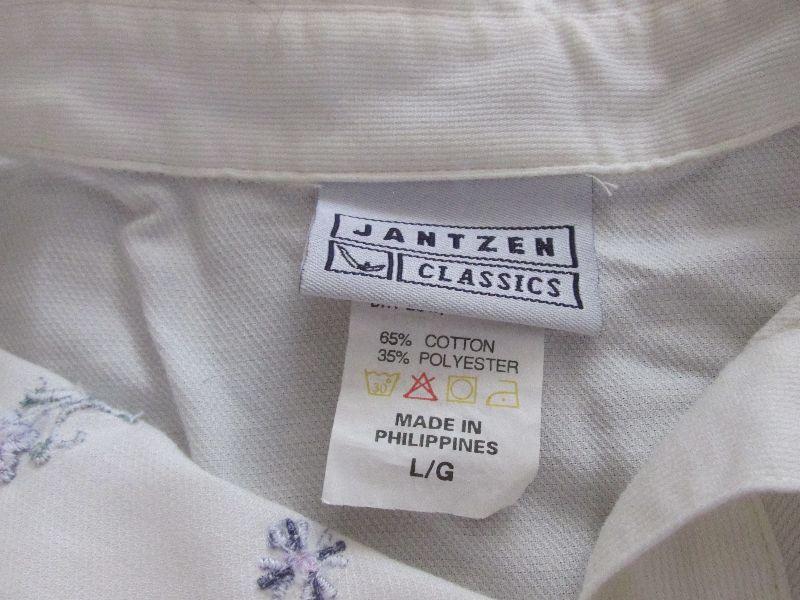 JANTZEN
CLASSICS
65% COTTON
35% POLYESTER
30°
MADE IN
PHILIPPINES
L/G